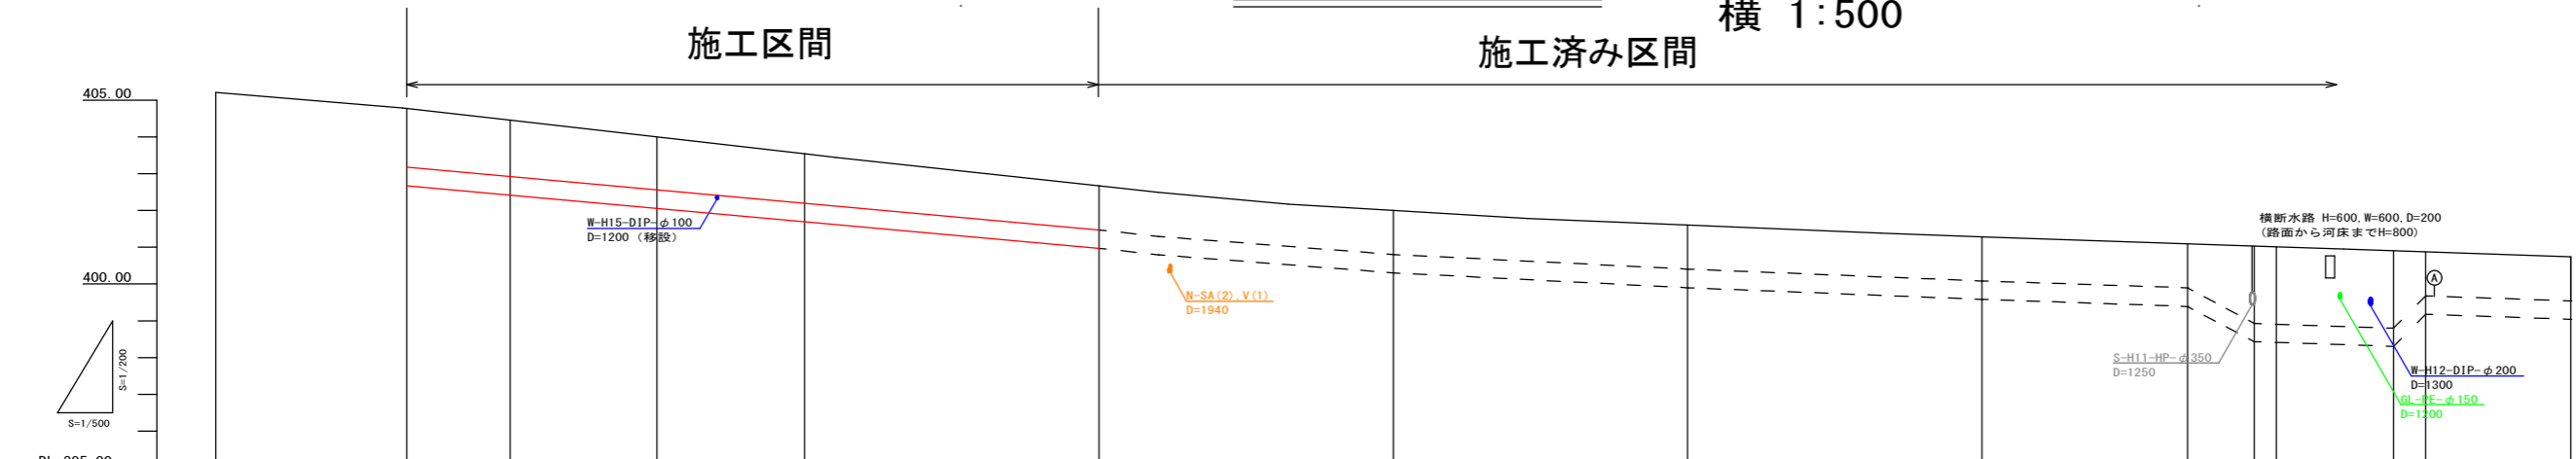 横 1:500
施工区間
施工済み区間
405.00
400.00
W-H15-DIP-φ100
D=1200 (移設)
N-SA(2),V(1)
D=1940
横断水路 H=600,W=600,D=200
(路面から河床までH=800)
A
S-H11-HP-φ350
D=1250
W-H12-DIP-φ200
D=1300
GL-PE-φ150
D=1200
S=1/200
S=1/500